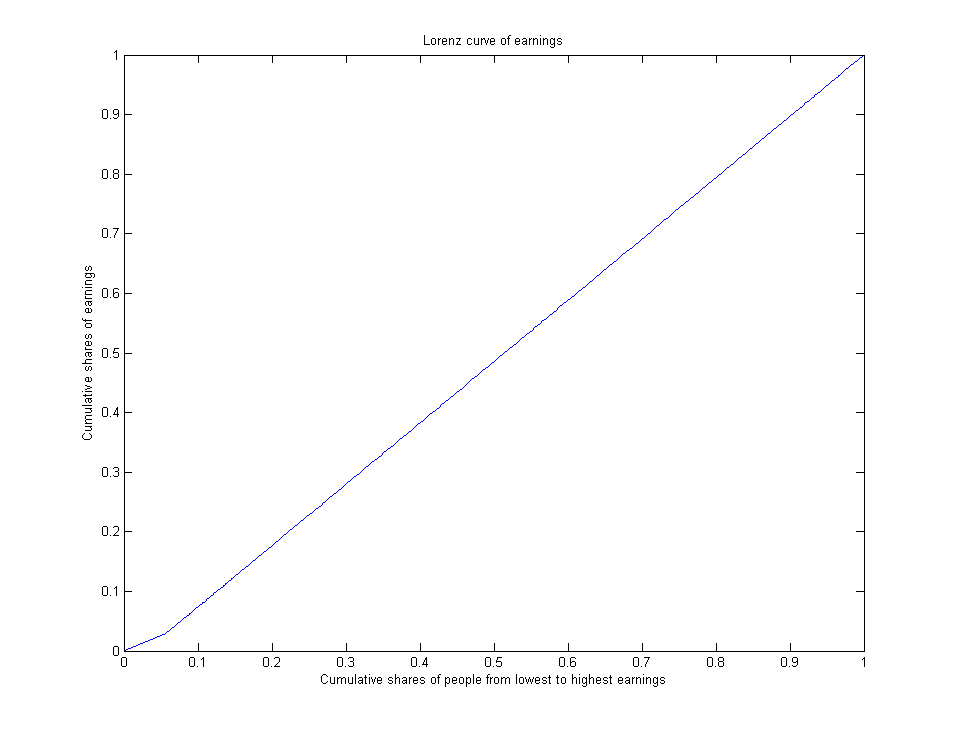 Lorenz curve of earnings
1
0.9
0.8
0.7
0.6
0.5
0.4
0.3
0.2
0.1
0
Cumulative shares of earnings
0 0.1 0.2 0.3 0.4 0.5 0.6 0.7 0.8 0.9 1
Cumulative shares of people from lowest to highest earnings